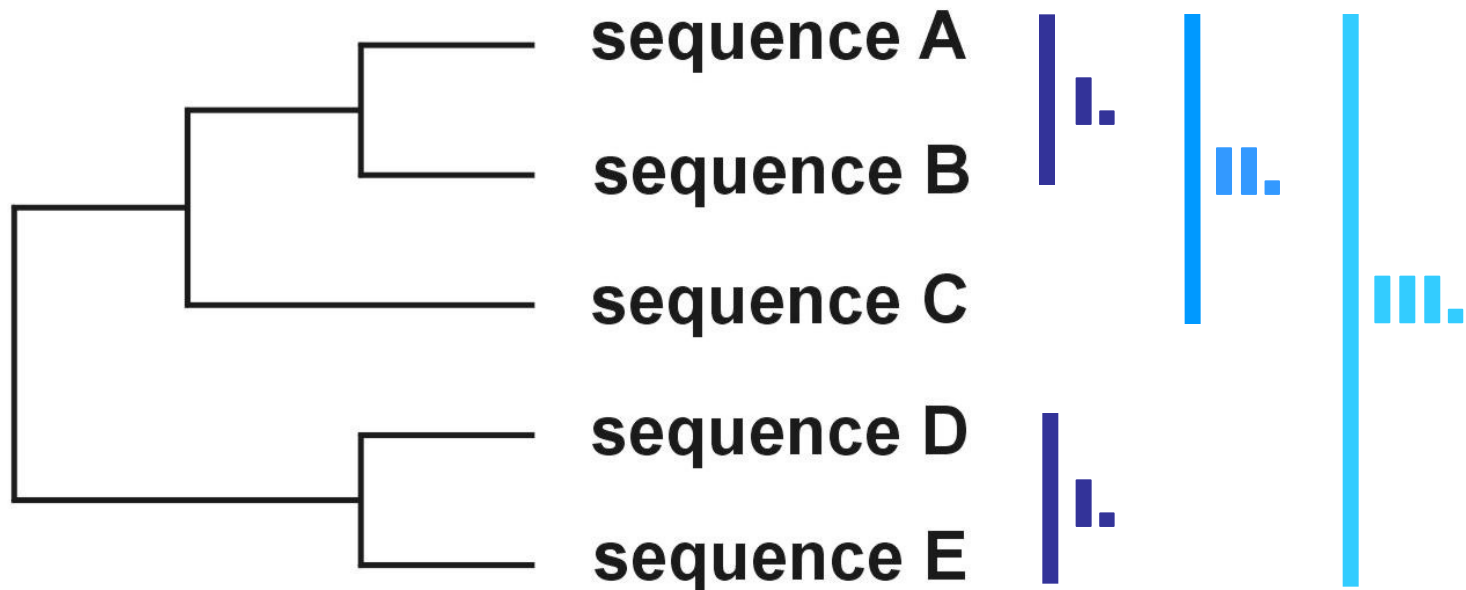 sequence A
I.
sequence B II.
sequence C III.
sequence D
I.
sequence E